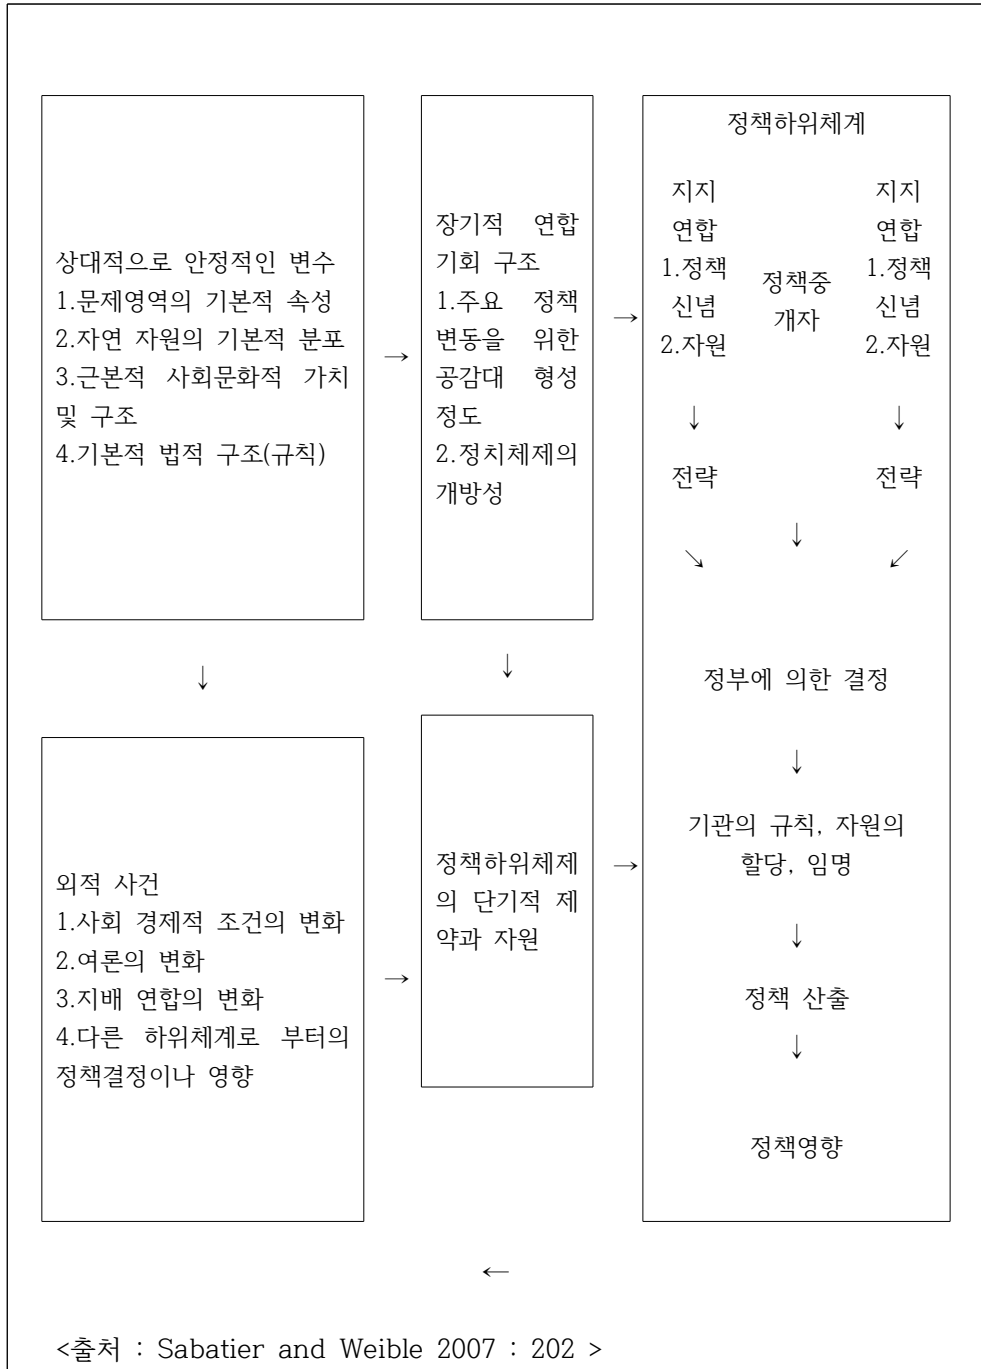 상대적으로 안정적인 변수
1.문제영역의 기본적 속성
2.자연 자원의 기본적 분포
3.근본적 사회문화적 가치
및 구조
4.기본적 법적 구조(규칙)
→
장기적 연합
기회 구조
1.주요 정책
변동을 위한
공감대 형성
정도
2.정치체제의
개방성
→
↓
↓
외적 사건
1.사회 경제적 조건의 변화
2.여론의 변화
3.지배 연합의 변화
4.다른 하위체계로 부터의
정책결정이나 영향
→
정책하위체제
의 단기적 제
약과 자원
→
정책하위체계
지지
연합
1.정책
신념
2.자원
↓
전략
↘
정책중
개자
↓
지지
연합
1.정책
신념
2.자원
↓
전략
↙
정부에 의한 결정
↓
기관의 규칙, 자원의
할당, 임명
↓
정책 산출
↓
정책영향
←
<출처 : Sabatier and Weible 2007 : 202 >